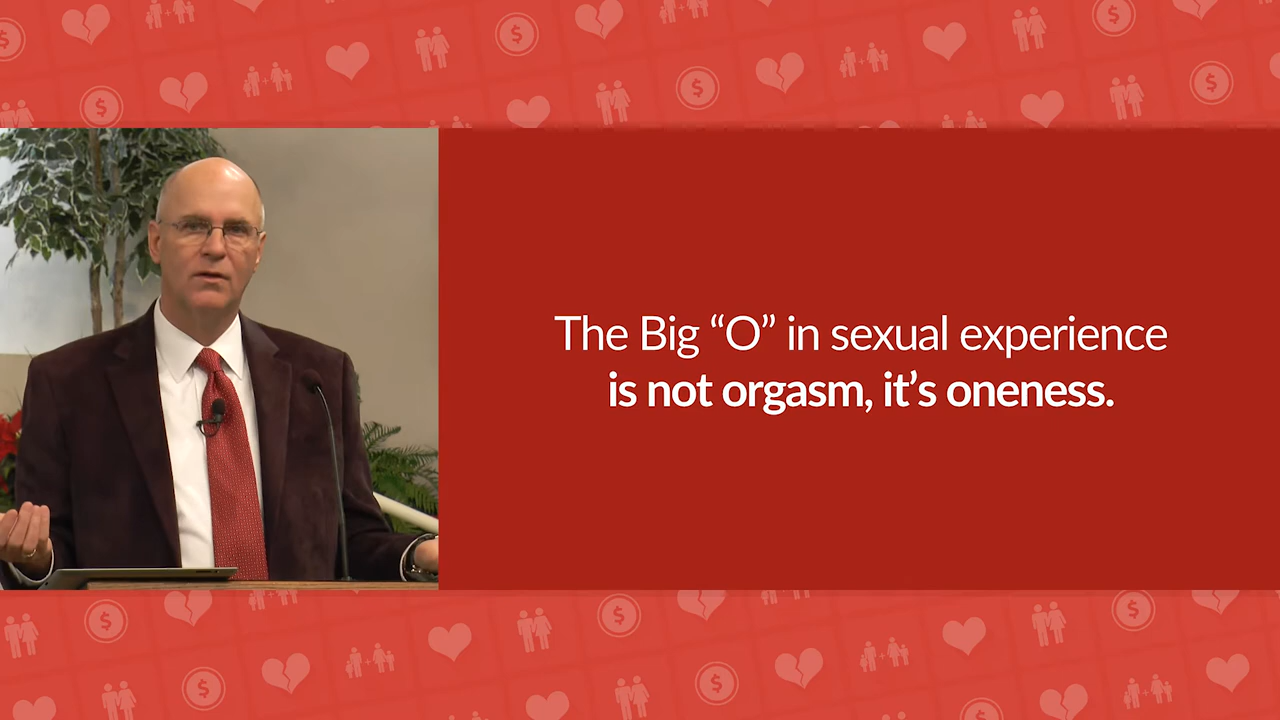 The Big “O” in sexual experience
is not orgasm, it’s oneness.